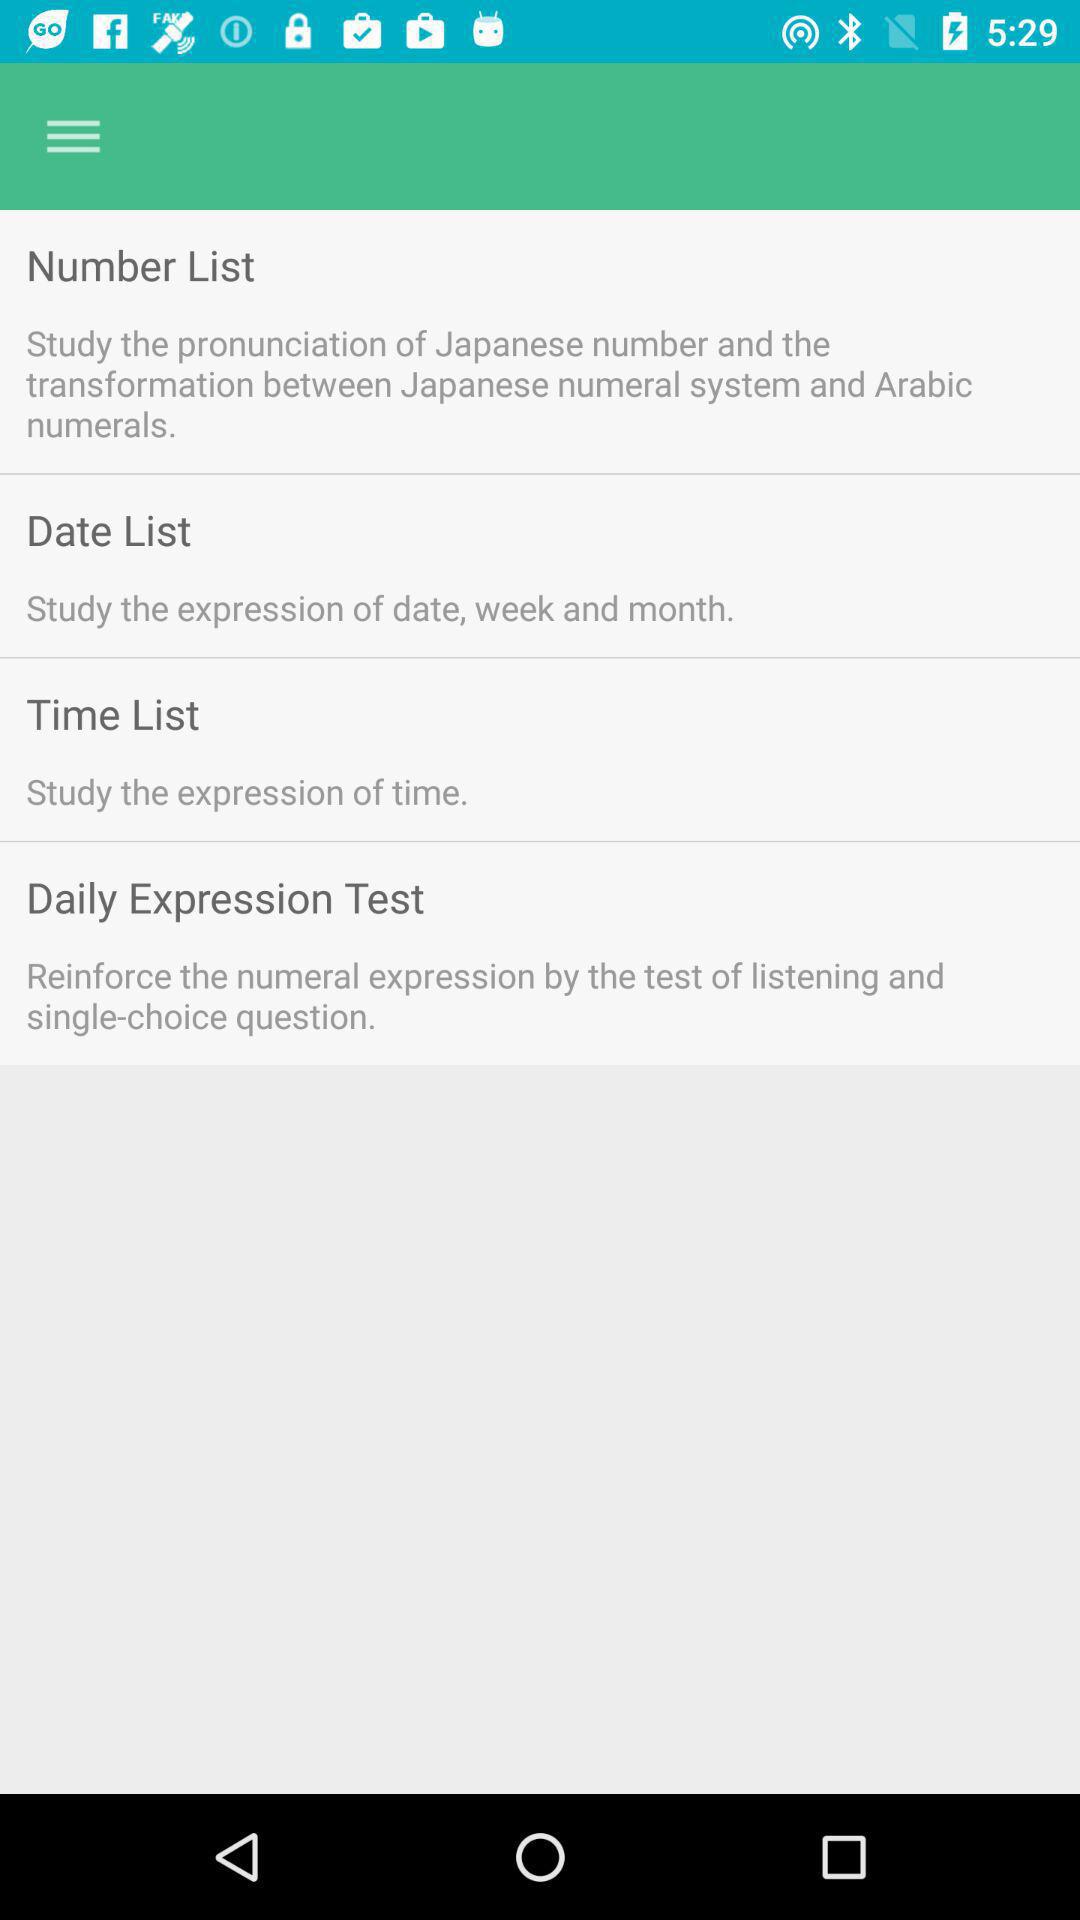 GO FAKE 5:29
Number List
Study the pronunciation of Japanese number and the
transformation between Japanese numeral system and Arabic
numerals.
Date List
Study the expression of date, week and month.
Time List
Study the expression of time.
Daily Expression Test
Reinforce the numeral expression by the test of listening and
single-choice question.